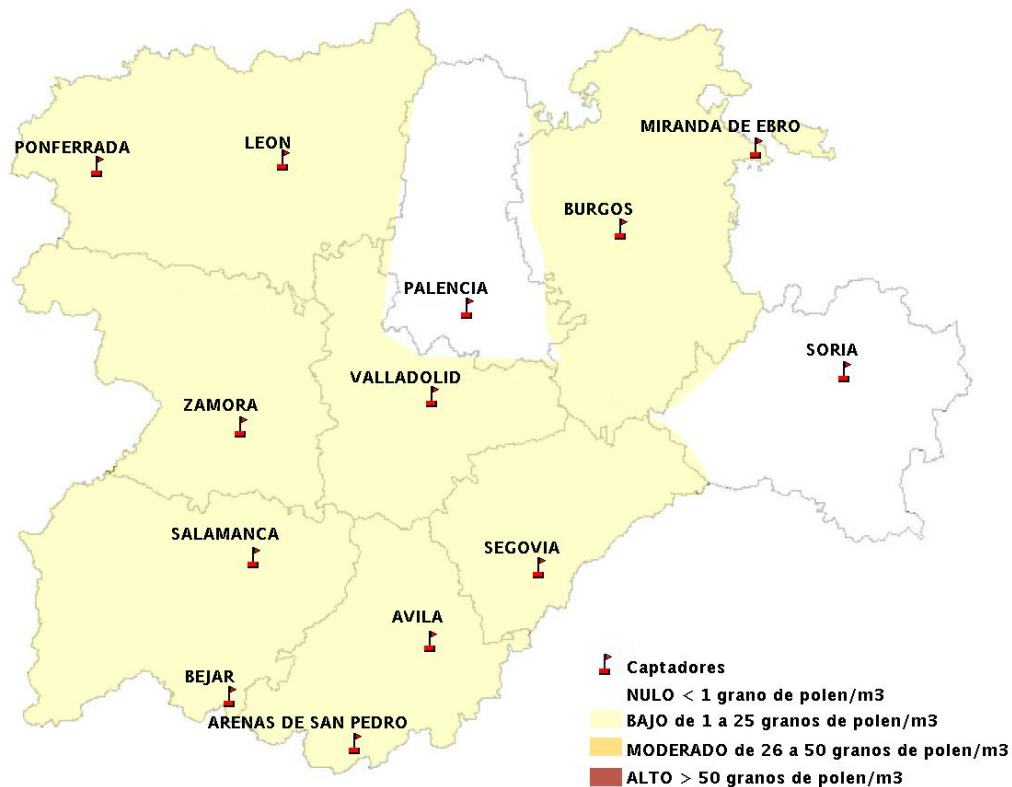 MIRANDA DE EBRO
PONFERRADA
LEON
BURGOS
PALENCIA
SORIA
VALLADOLID
ZAMORA
SALAMANCA
SEGOVIA
AVILA
BEJAR
ARENAS DE SAN PEDRO
Captadores
NULO < 1 grano de polen/m3
BAJO de 1 a 25 granos de polen/m3
MODERADO de 26 a 50 granos de polen/m3
ALTO > 50 granos de polen/m3